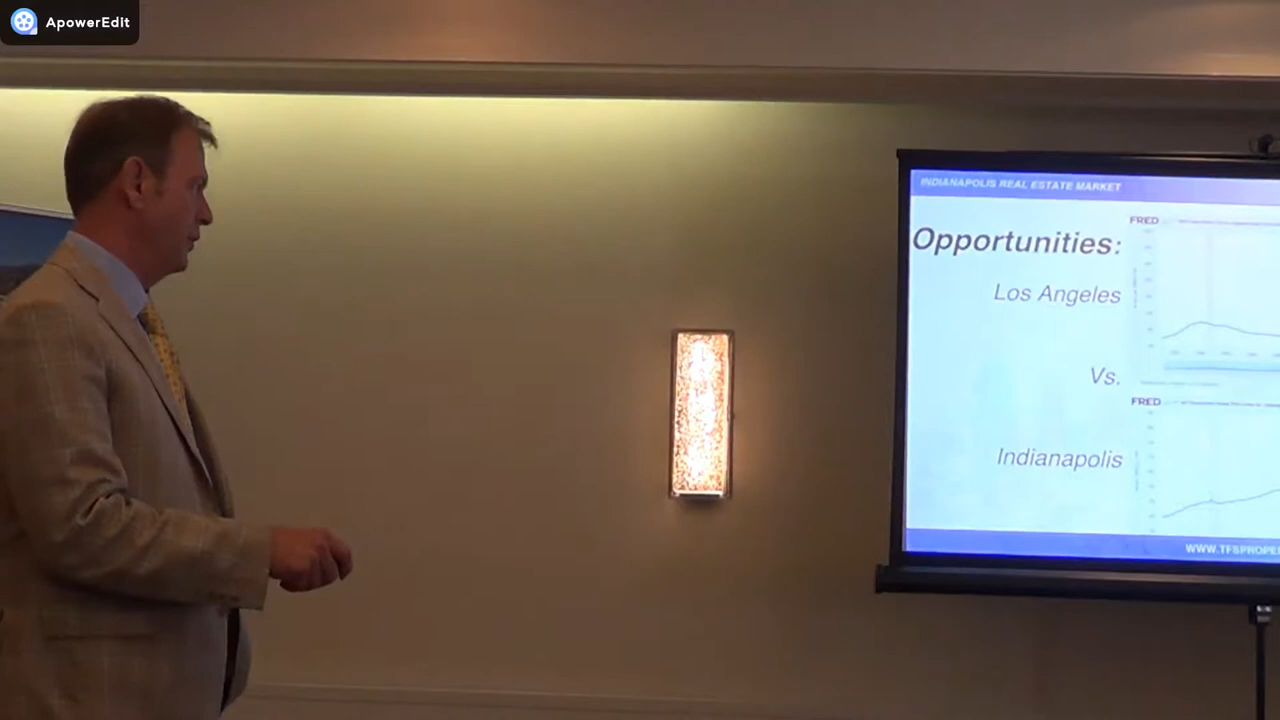 ApowerEdit
INDIANAPOLIS REAL ESTATE MARKET
FRED
Opportunities:
Los Angeles
Vs.
FRED
Indianapolis
WWW.TFSPROPE